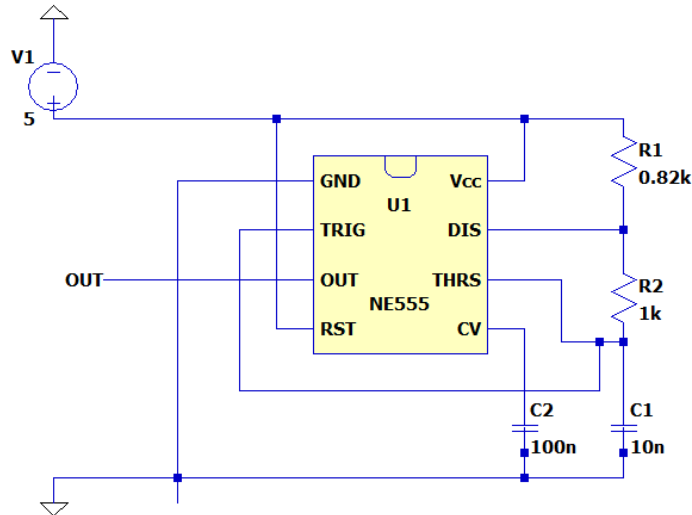 V1
5
R1
0.82k
GND
Vcc
U1
TRIG
DIS
OUT
OUT
THRS
R2
1k
NE555
RST
CV
C2
100n
C1
10n